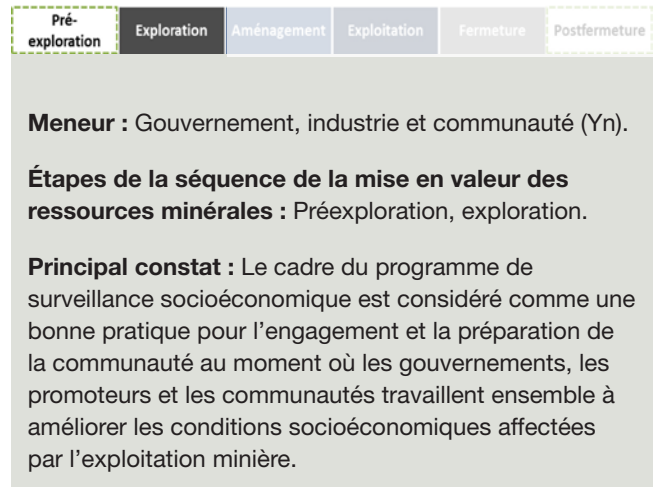 Pré-
exploration
Exploration
Aménagement
Exploitation
Fermeture
Postfermeture
Meneur : Gouvernement, industrie et communauté (Yn).
Étapes de la séquence de la mise en valeur des
ressources minérales : Préexploration, exploration.
Principal constat : Le cadre du programme de
surveillance socioéconomique est considéré comme une
bonne pratique pour l’engagement et la préparation de
la communauté au moment où les gouvernements, les
promoteurs et les communautés travaillent ensemble à
améliorer les conditions socioéconomiques affectées
par l’exploitation minière.